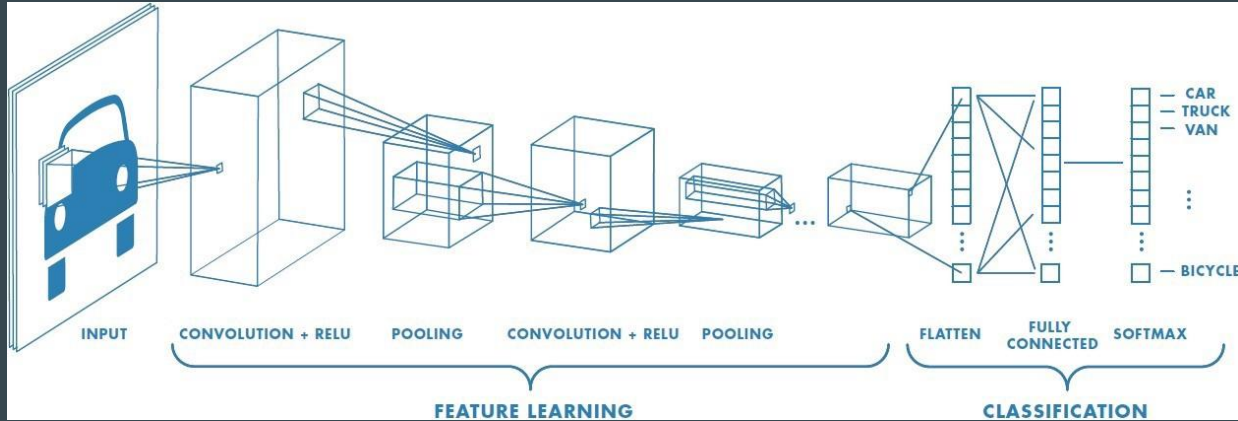 CAR
TRUCK
VAN
BICYCLE
INPUT
CONVOLUTION + RELU
POOLING
CONVOLUTION + RELU
POOLING
FLATTEN
FULLY
CONNECTED
SOFTMAX
FEATURE LEARNING
CLASSIFICATION